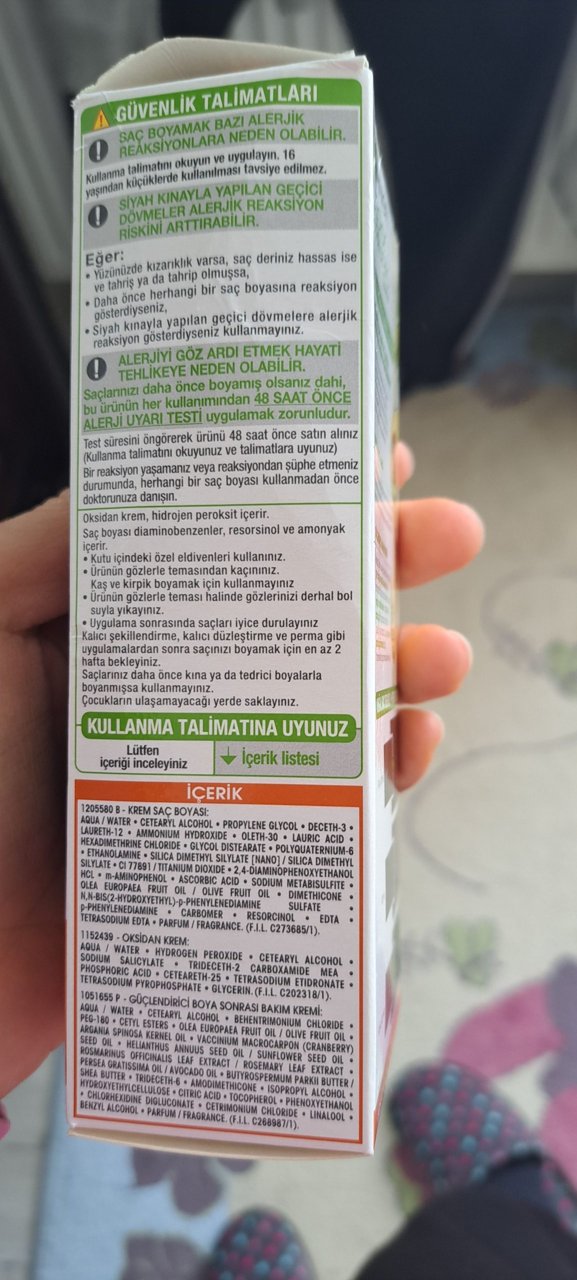 GÜVENLİK TALİMATLARI
SAÇ BOYAMAK BAZI ALERJİK
REAKSİYONLARA NEDEN OLABİLİR.
Kullanma talimatını okuyun ve uygulayın. 16
yaşından küçüklerde kullanılması tavsiye edilmez.
SİYAH KINAYLA YAPILAN GEÇİCİ
DÖVMELER ALERJİK REAKSİYON
RİSKİNİ ARTTIRABİLİR.
Eğer:
• Yüzünüzde kızarıklık varsa, saç deriniz hassas ise
ve tahriş ya da tahrip olmuşsa,
• Daha önce herhangi bir saç boyasına reaksiyon
gösterdiyseniz,
• Siyah kınayla yapılan geçici dövmelere alerjik
reaksiyon gösterdiyseniz kullanmayınız.
ALERJİYİ GÖZ ARDI ETMEK HAYATİ
TEHLİKEYE NEDEN OLABİLİR.
Saçlarınızı daha önce boyamış olsanız dahi,
bu ürünün her kullanımından 48 SAAT ÖNCE
ALERJİ UYARI TESTİ uygulamak zorunludur.
Test süresini öngörerek ürünü 48 saat önce satın alınız
(Kullanma talimatını okuyunuz ve talimatlara uyunuz)
Bir reaksiyon yaşamanız veya reaksiyondan şüphe etmeniz
durumunda, herhangi bir saç boyası kullanmadan önce
doktorunuza danışın.
Oksidan krem, hidrojen peroksit içerir.
Saç boyası diaminobenzenler, resorsinol ve amonyak
içerir.
• Kutu içindeki özel eldivenleri kullanınız.
• Ürünün gözlerle temasından kaçınınız.
Kaş ve kirpik boyamak için kullanmayınız
• Ürünün gözlerle teması halinde gözlerinizi derhal bol
suyla yıkayınız.
• Uygulama sonrasında saçları iyice durulayınız
Kalıcı şekillendirme, kalıcı düzleştirme ve perma gibi
uygulamalardan sonra saçınızı boyamak için en az 2
hafta bekleyiniz.
Saçlarınız daha önce kına ya da tedrici boyalarla
boyanmışsa kullanmayınız.
Çocukların ulaşamayacağı yerde saklayınız.
KULLANMA TALİMATINA UYUNUZ
Lütfen
içeriği inceleyiniz
İçerik listesi
İÇERİK
1205580 B - KREM SAÇ BOYASI:
AQUA / WATER • CETEARYL ALCOHOL • PROPYLENE GLYCOL • DECETH-3 •
LAURETH-12 • AMMONIUM HYDROXIDE • OLETH-30 • LAURIC ACID •
HEXADIMETHRINE CHLORIDE • GLYCOL DISTEARATE • POLYQUATERNIUM-6
• ETHANOLAMINE • SILICA DIMETHYL SILYLATE [NANO] / SILICA DIMETHYL
SILYLATE • CI 77891 / TITANIUM DIOXIDE • 2,4-DIAMINOPHENOXYETHANOL
HCL • m-AMINOPHENOL • ASCORBIC ACID • SODIUM METABISULFITE •
OLEA EUROPAEA FRUIT OIL / OLIVE FRUIT OIL • DIMETHICONE •
N,N-BIS(2-HYDROXYETHYL)-p-PHENYLENEDIAMINE SULFATE •
p-PHENYLENEDIAMINE • CARBOMER • RESORCINOL • EDTA •
TETRASODIUM EDTA • PARFUM / FRAGRANCE. (F.I.L. C273685/1).
1152439 - OKSİDAN KREM:
AQUA / WATER • HYDROGEN PEROXIDE • CETEARYL ALCOHOL •
SODIUM SALICYLATE • TRIDECETH-2 CARBOXAMIDE MEA •
PHOSPHORIC ACID • CETEARETH-25 • TETRASODIUM ETIDRONATE •
TETRASODIUM PYROPHOSPHATE • GLYCERIN. (F.I.L. C202318/1).
1051655 P - GÜÇLENDİRİCİ BOYA SONRASI BAKIM KREMİ:
AQUA / WATER • CETEARYL ALCOHOL • BEHENTRIMONIUM CHLORIDE •
PEG-180 • CETYL ESTERS • OLEA EUROPAEA FRUIT OIL / OLIVE FRUIT OIL •
ARGANIA SPINOSA KERNEL OIL • VACCINIUM MACROCARPON (CRANBERRY)
SEED OIL • HELIANTHUS ANNUUS SEED OIL / SUNFLOWER SEED OIL •
ROSMARINUS OFFICINALIS LEAF EXTRACT / ROSEMARY LEAF EXTRACT •
PERSEA GRATISSIMA OIL / AVOCADO OIL • BUTYROSPERMUM PARKII BUTTER /
SHEA BUTTER • TRIDECETH-6 • AMODIMETHICONE • ISOPROPYL ALCOHOL •
HYDROXYETHYLCELLULOSE • CITRIC ACID • TOCOPHEROL • PHENOXYETHANOL
• CHLORHEXIDINE DIGLUCONATE • CETRIMONIUM CHLORIDE • LINALOOL •
BENZYL ALCOHOL • PARFUM / FRAGRANCE. (F.I.L. C268987/1).